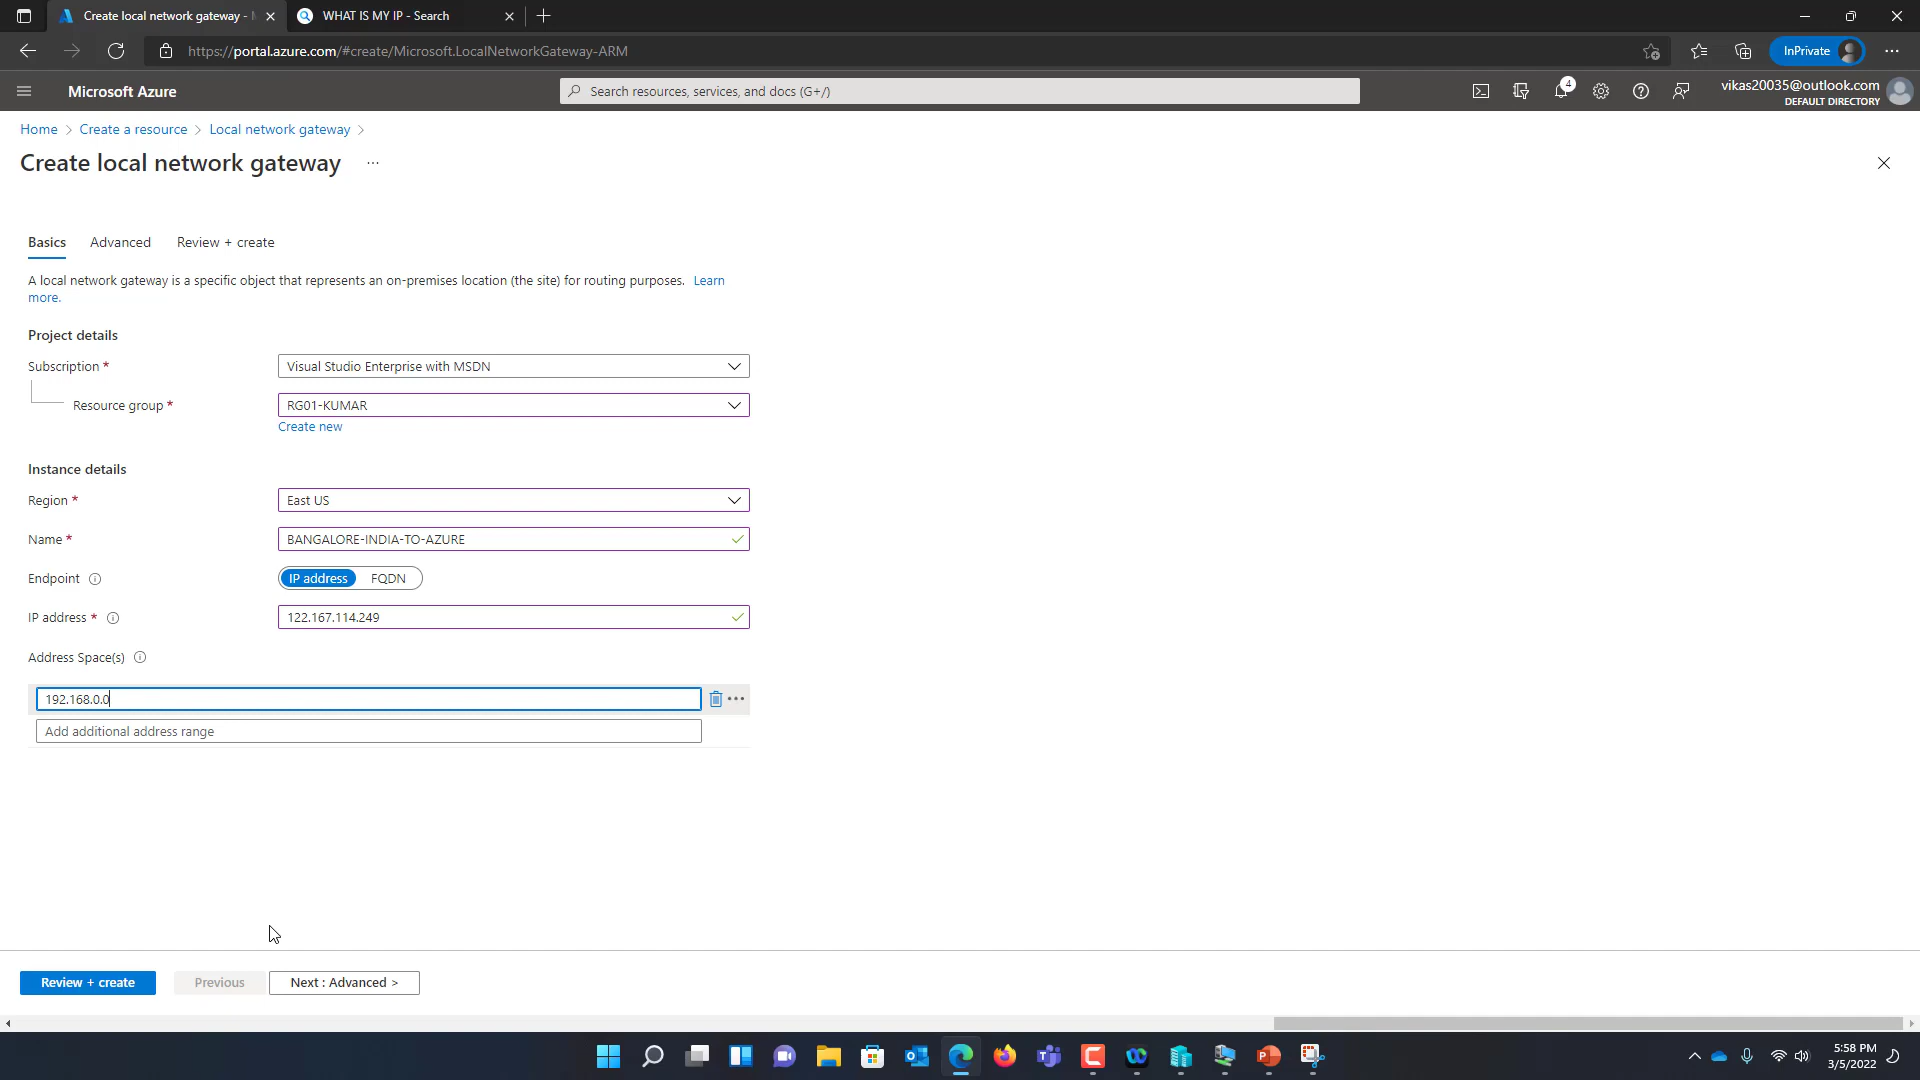 Create local network gateway -
WHAT IS MY IP - Search
https://portal.azure.com/#create/Microsoft.LocalNetworkGateway-ARM
InPrivate
Microsoft Azure
Search resources, services, and docs (G+/)
4
vikas20035@outlook.com
DEFAULT DIRECTORY
Home > Create a resource > Local network gateway >
Create local network gateway ...
Basics Advanced Review + create
A local network gateway is a specific object that represents an on-premises location (the site) for routing purposes. Learn
more.
Project details
Subscription * Visual Studio Enterprise with MSDN
Resource group * RG01-KUMAR
Create new
Instance details
Region * East US
Name * BANGALORE-INDIA-TO-AZURE
Endpoint IP address FQDN
IP address * 122.167.114.249
Address Space(s)
192.168.0.0
Add additional address range
Review + create Previous Next : Advanced >
5:58 PM
3/5/2022